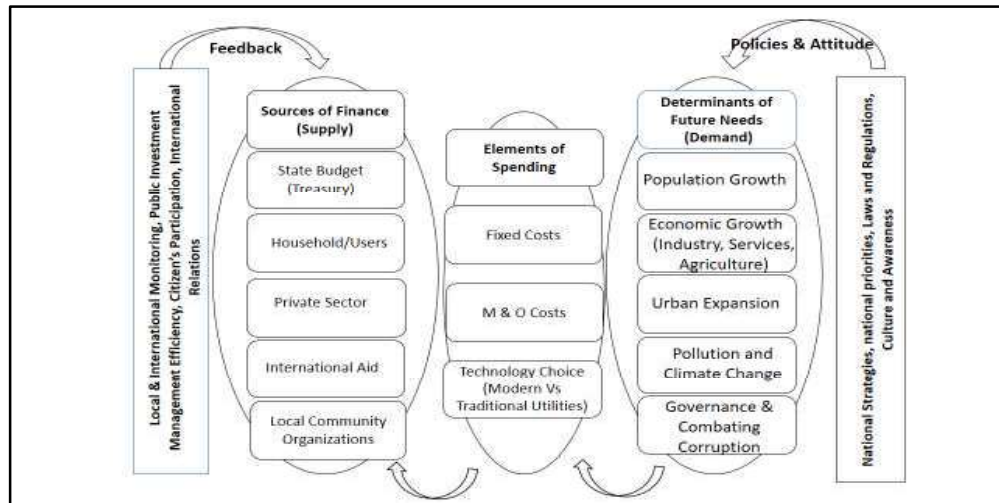 Feedback
Policies & Attitude
Local & International Monitoring, Public Investment
Management Efficiency, Citizen's Participation, International
Relations
Sources of Finance
(Supply)
State Budget
(Treasury)
Household/Users
Private Sector
International Aid
Local Community
Organizations
Elements of
Spending
Fixed Costs
M & O Costs
Technology Choice
(Modern Vs
Traditional Utilities)
Determinants of
Future Needs
(Demand)
Population Growth
Economic Growth
(Industry, Services,
Agriculture)
Urban Expansion
Pollution and
Climate Change
Governance &
Combating
Corruption
National Strategies, national priorities, Laws and Regulations,
Culture and Awareness